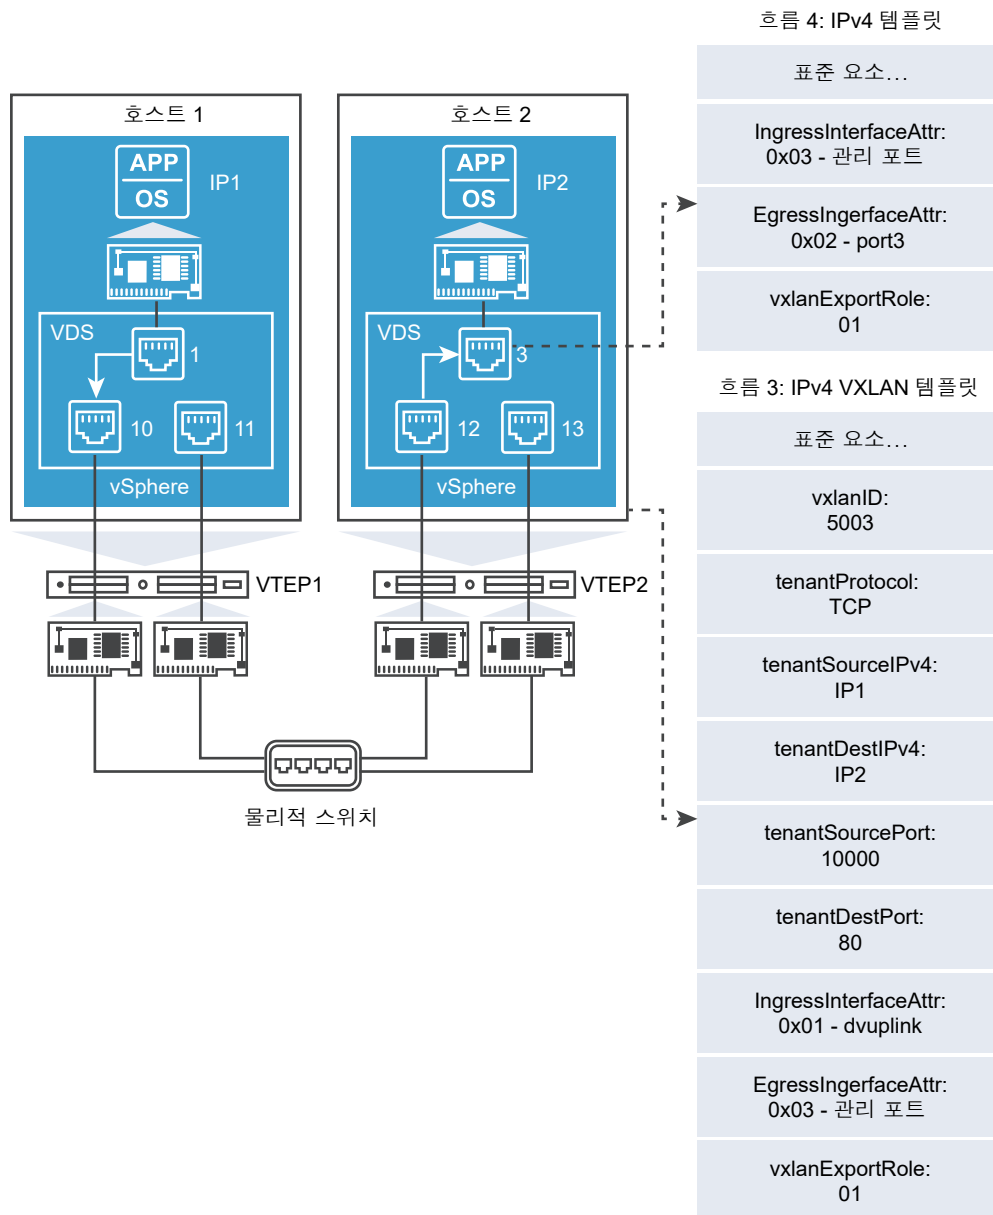 흐름 4: IPv4 템플릿
표준 요소…
IngressInterfaceAttr:
0x03 - 관리 포트
EgressIngerfaceAttr:
0x02 - port3
vxlanExportRole:
01
호스트 1
APP
OS
IP1
VDS
1
10
11
vSphere
VTEP1
호스트 2
APP
OS
IP2
VDS
3
12
13
vSphere
VTEP2
물리적 스위치
흐름 3: IPv4 VXLAN 템플릿
표준 요소…
vxlanID:
5003
tenantProtocol:
TCP
tenantSourceIPv4:
IP1
tenantDestIPv4:
IP2
tenantSourcePort:
10000
tenantDestPort:
80
IngressInterfaceAttr:
0x01 - dvuplink
EgressIngerfaceAttr:
0x03 - 관리 포트
vxlanExportRole:
01